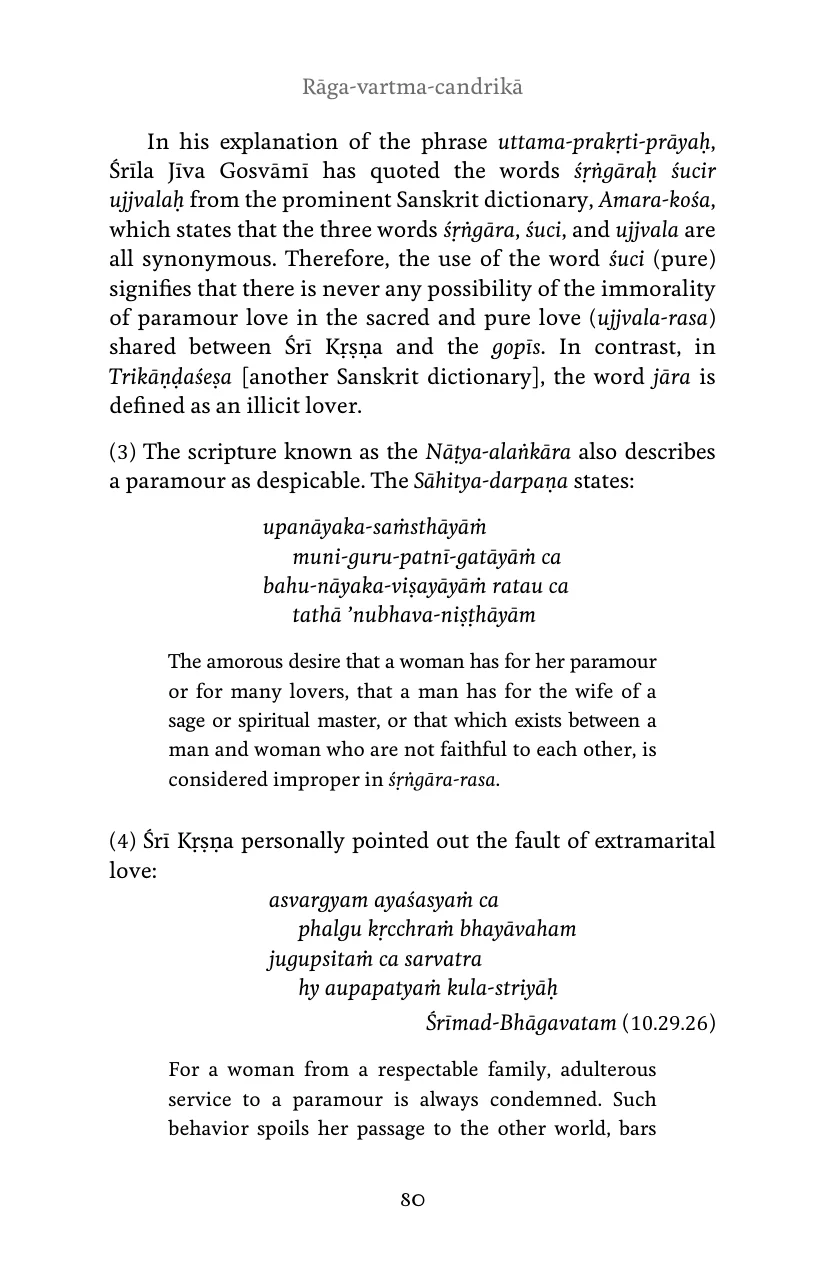 Rāga-vartma-candrikā
In his explanation of the phrase uttama-prakṛti-prāyaḥ,
Śrīla Jīva Gosvāmī has quoted the words śṛṅgāraḥ śucir
ujjvalaḥ from the prominent Sanskrit dictionary, Amara-kośa,
which states that the three words śṛṅgāra, śuci, and ujjvala are
all synonymous. Therefore, the use of the word śuci (pure)
signifies that there is never any possibility of the immorality
of paramour love in the sacred and pure love (ujjvala-rasa)
shared between Śrī Kṛṣṇa and the gopīs. In contrast, in
Trikāṇḍaśeṣa [another Sanskrit dictionary], the word jāra is
defined as an illicit lover.
(3) The scripture known as the Nāṭya-alaṅkāra also describes
a paramour as despicable. The Sāhitya-darpaṇa states:
upanāyaka-saṁsthāyāṁ
muni-guru-patnī-gatāyāṁ ca
bahu-nāyaka-viṣayāyāṁ ratau ca
tathā ’nubhava-niṣṭhāyām
The amorous desire that a woman has for her paramour
or for many lovers, that a man has for the wife of a
sage or spiritual master, or that which exists between a
man and woman who are not faithful to each other, is
considered improper in śṛṅgāra-rasa.
(4) Śrī Kṛṣṇa personally pointed out the fault of extramarital
love:
asvargyam ayaśasyaṁ ca
phalgu kṛcchraṁ bhayāvaham
jugupsitaṁ ca sarvatra
hy aupapatyaṁ kula-striyāḥ
Śrīmad-Bhāgavatam (10.29.26)
For a woman from a respectable family, adulterous
service to a paramour is always condemned. Such
behavior spoils her passage to the other world, bars
80